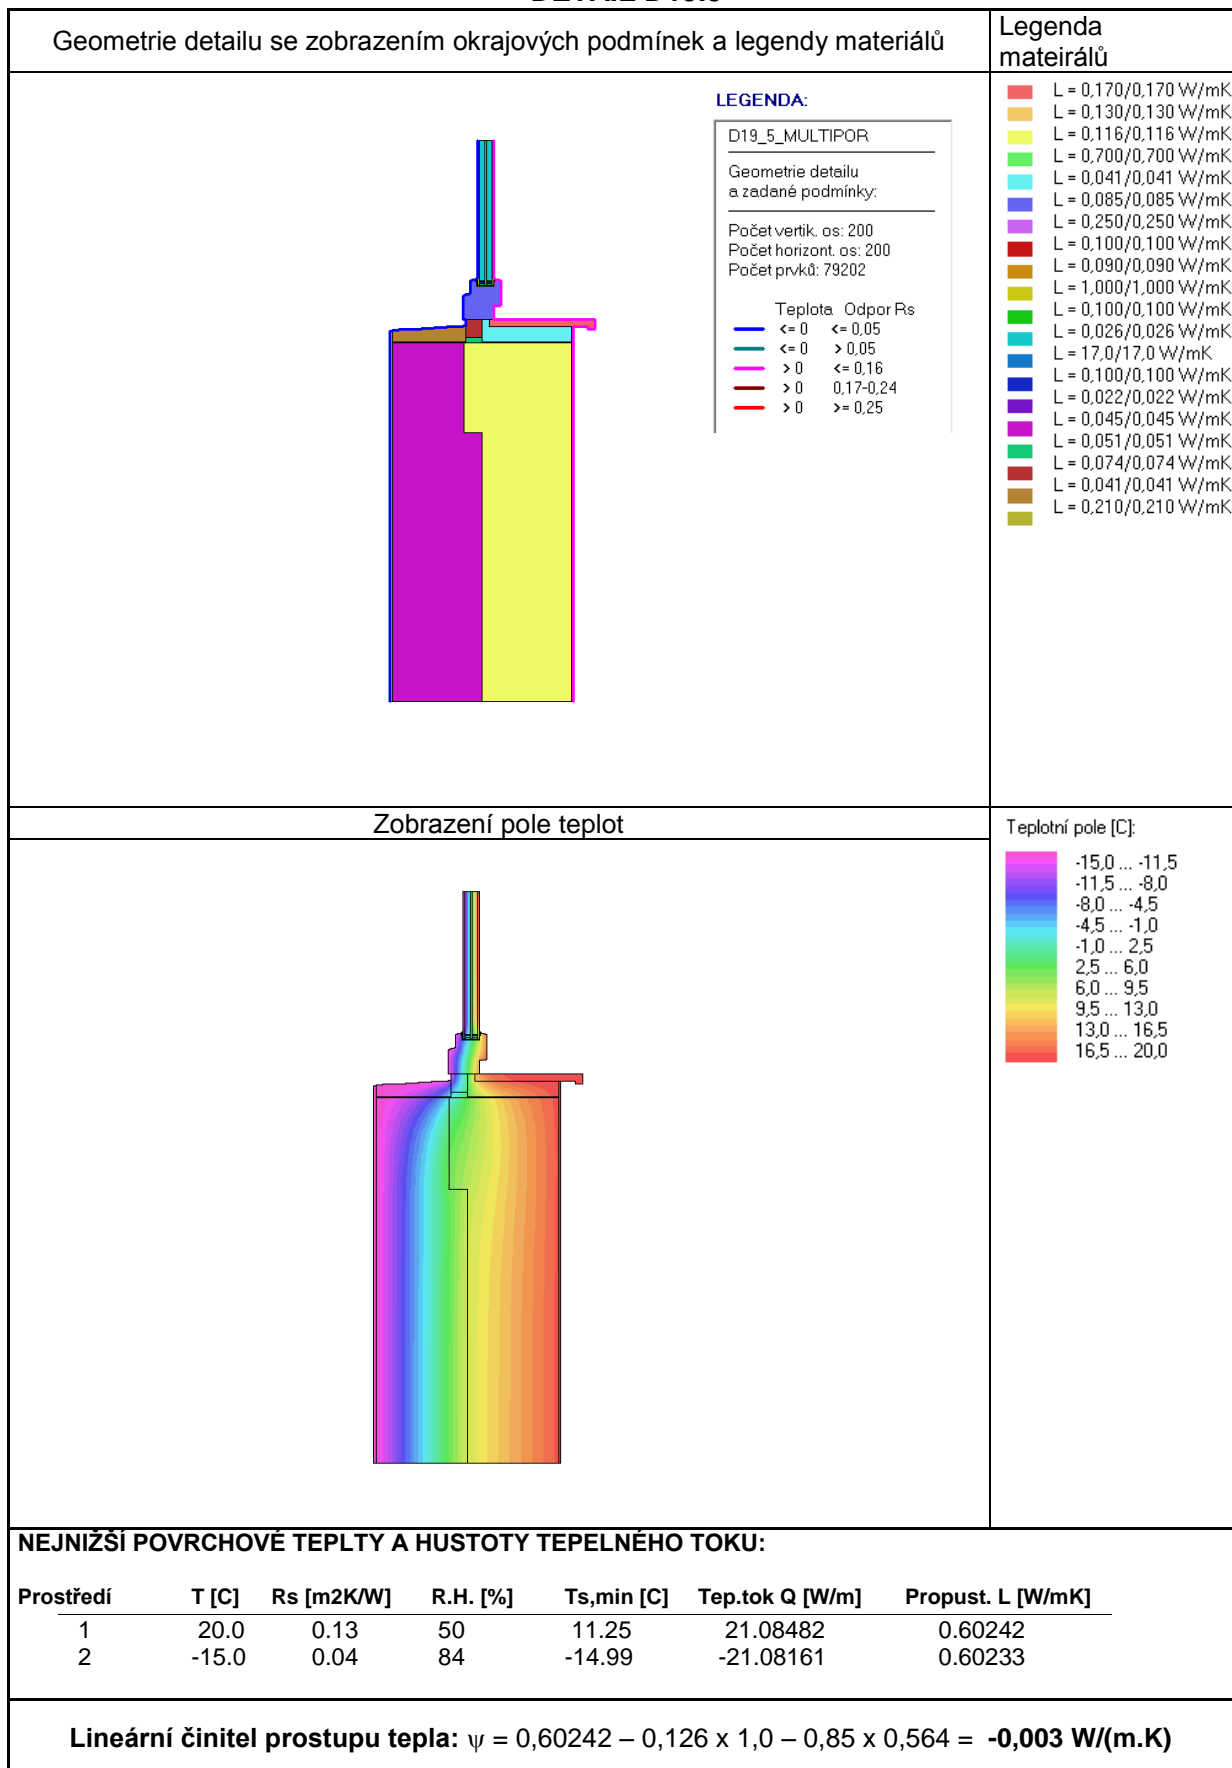 Geometrie detailu se zobrazením okrajových podmínek a legendy materiálů
Legenda
mateirálů
LEGENDA:
D19_5_MULTIPOR
Geometrie detailu
a zadané podmínky:
Počet vertik. os: 200
Počet horizont. os: 200
Počet prvků: 79202
Teplota Odpor Rs
<= 0 <= 0,05
<= 0 > 0,05
> 0 <= 0,16
> 0 0,17-0,24
> 0 >= 0,25
L = 0,170/0,170 W/mK
L = 0,130/0,130 W/mK
L = 0,116/0,116 W/mK
L = 0,700/0,700 W/mK
L = 0,041/0,041 W/mK
L = 0,085/0,085 W/mK
L = 0,250/0,250 W/mK
L = 0,100/0,100 W/mK
L = 0,090/0,090 W/mK
L = 1,000/1,000 W/mK
L = 0,100/0,100 W/mK
L = 0,026/0,026 W/mK
L = 17,0/17,0 W/mK
L = 0,100/0,100 W/mK
L = 0,022/0,022 W/mK
L = 0,045/0,045 W/mK
L = 0,051/0,051 W/mK
L = 0,074/0,074 W/mK
L = 0,041/0,041 W/mK
L = 0,210/0,210 W/mK
Zobrazení pole teplot
Teplotní pole [C]:
-15,0 ... -11,5
-11,5 ... -8,0
-8,0 ... -4,5
-4,5 ... -1,0
-1,0 ... 2,5
2,5 ... 6,0
6,0 ... 9,5
9,5 ... 13,0
13,0 ... 16,5
16,5 ... 20,0
NEJNIŽŠÍ POVRCHOVÉ TEPLTY A HUSTOTY TEPELNÉHO TOKU:
Prostředí T [C] Rs [m2K/W] R.H. [%] Ts,min [C] Tep.tok Q [W/m] Propust. L [W/mK]
1 20.0 0.13 50 11.25 21.08482 0.60242
2 -15.0 0.04 84 -14.99 -21.08161 0.60233
Lineární činitel prostupu tepla: ψ = 0,60242 – 0,126 x 1,0 – 0,85 x 0,564 = -0,003 W/(m.K)